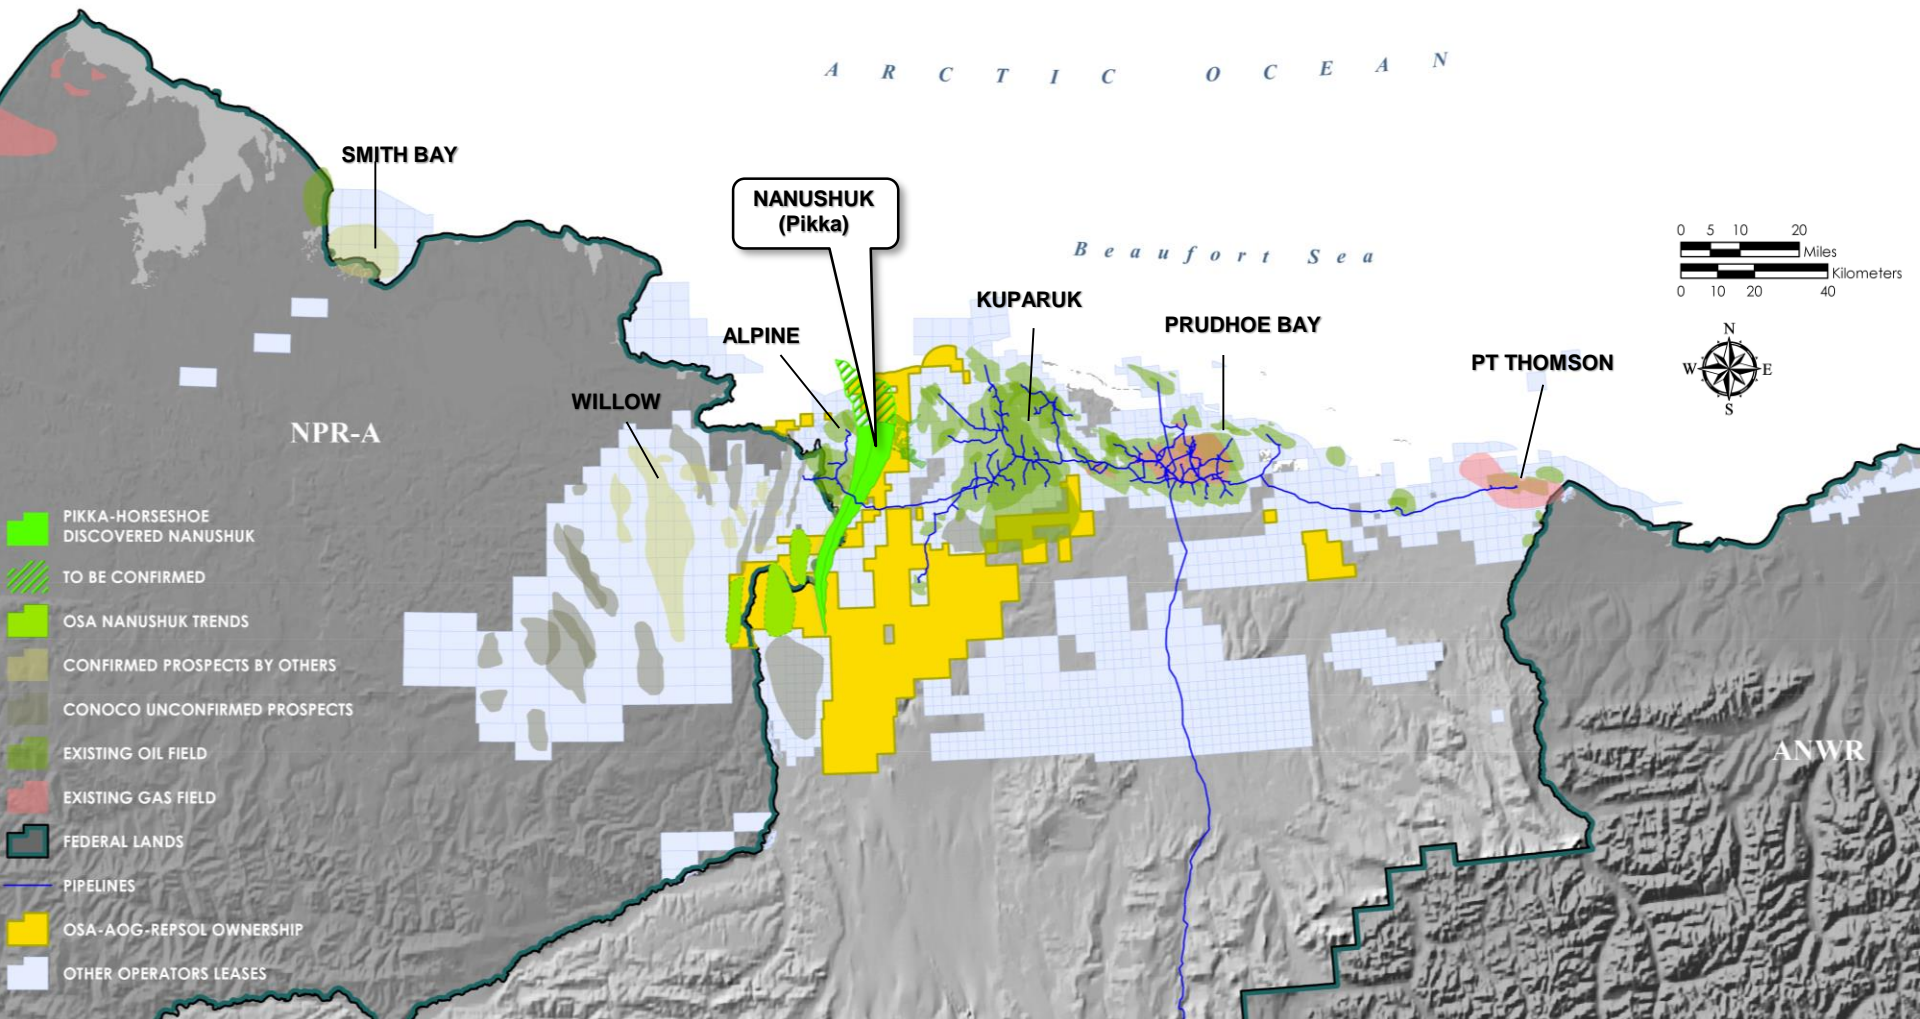 A R C T I C O C E A N
SMITH BAY
NANUSHUK
(Pikka)
0 5 10 20
Miles
Kilometers
0 10 20 40
Beaufort Sea
KUPARUK
PRUDHOE BAY
ALPINE
N
W E
S
PT THOMSON
WILLOW
NPR-A
PIKKA-HORSESHOE
DISCOVERED NANUSHUK
TO BE CONFIRMED
OSA NANUSHUK TRENDS
CONFIRMED PROSPECTS BY OTHERS
CONOCO UNCONFIRMED PROSPECTS
EXISTING OIL FIELD
EXISTING GAS FIELD
FEDERAL LANDS
PIPELINES
OSA-AOG-REPSOL OWNERSHIP
OTHER OPERATORS LEASES
ANWR